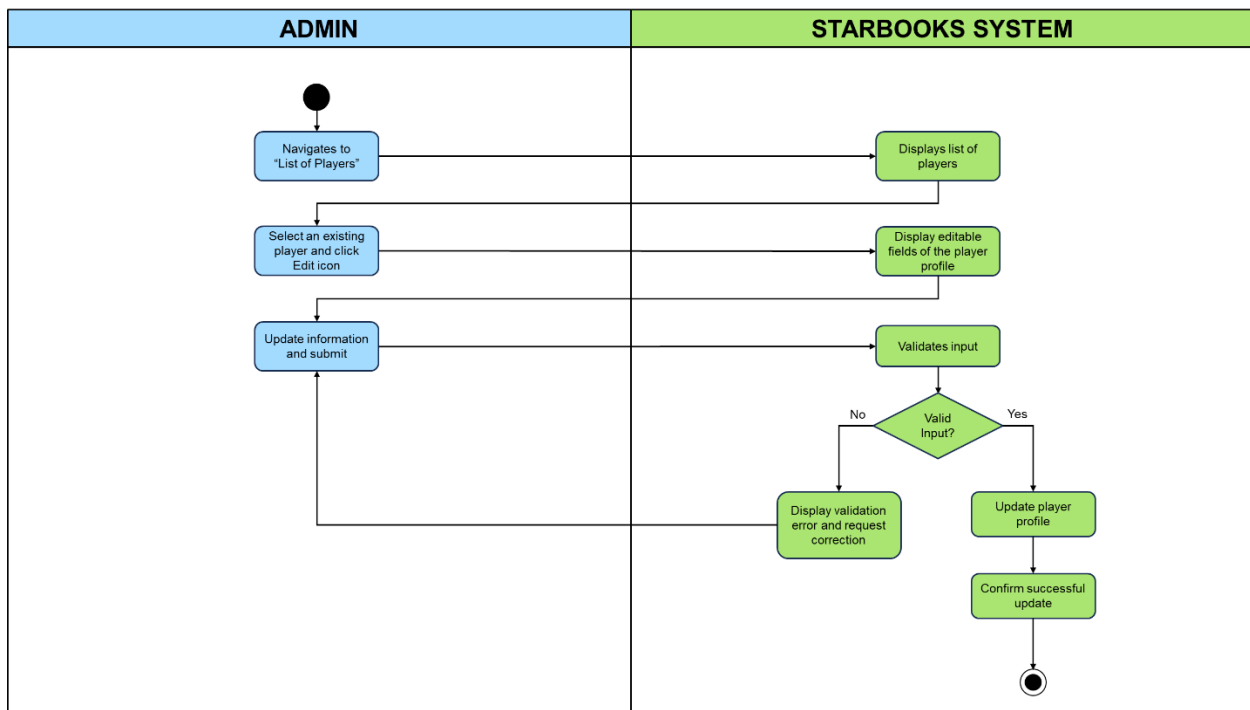 ADMIN
STARBOOKS SYSTEM
Navigates to
“List of Players”
Displays list of
players
Select an existing
player and click
Edit icon
Display editable
fields of the player
profile
Update information
and submit
Validates input
No
Valid
Input?
Yes
Display validation
error and request
correction
Update player
profile
Confirm successful
update